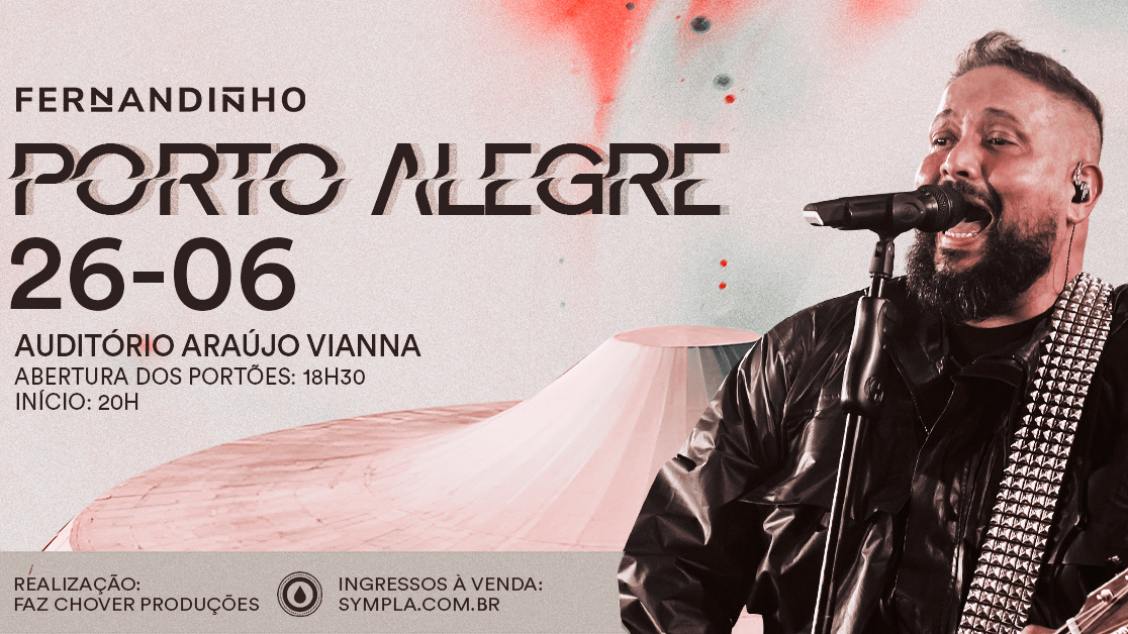 FERNANDINHO
PORTO ALEGRE
26-06
AUDITÓRIO ARAÚJO VIANNA
ABERTURA DOS PORTÕES: 18H30
INÍCIO: 20H
REALIZAÇÃO:
FAZ CHOVER PRODUÇÕES
INGRESSOS À VENDA:
SYMPLA.COM.BR